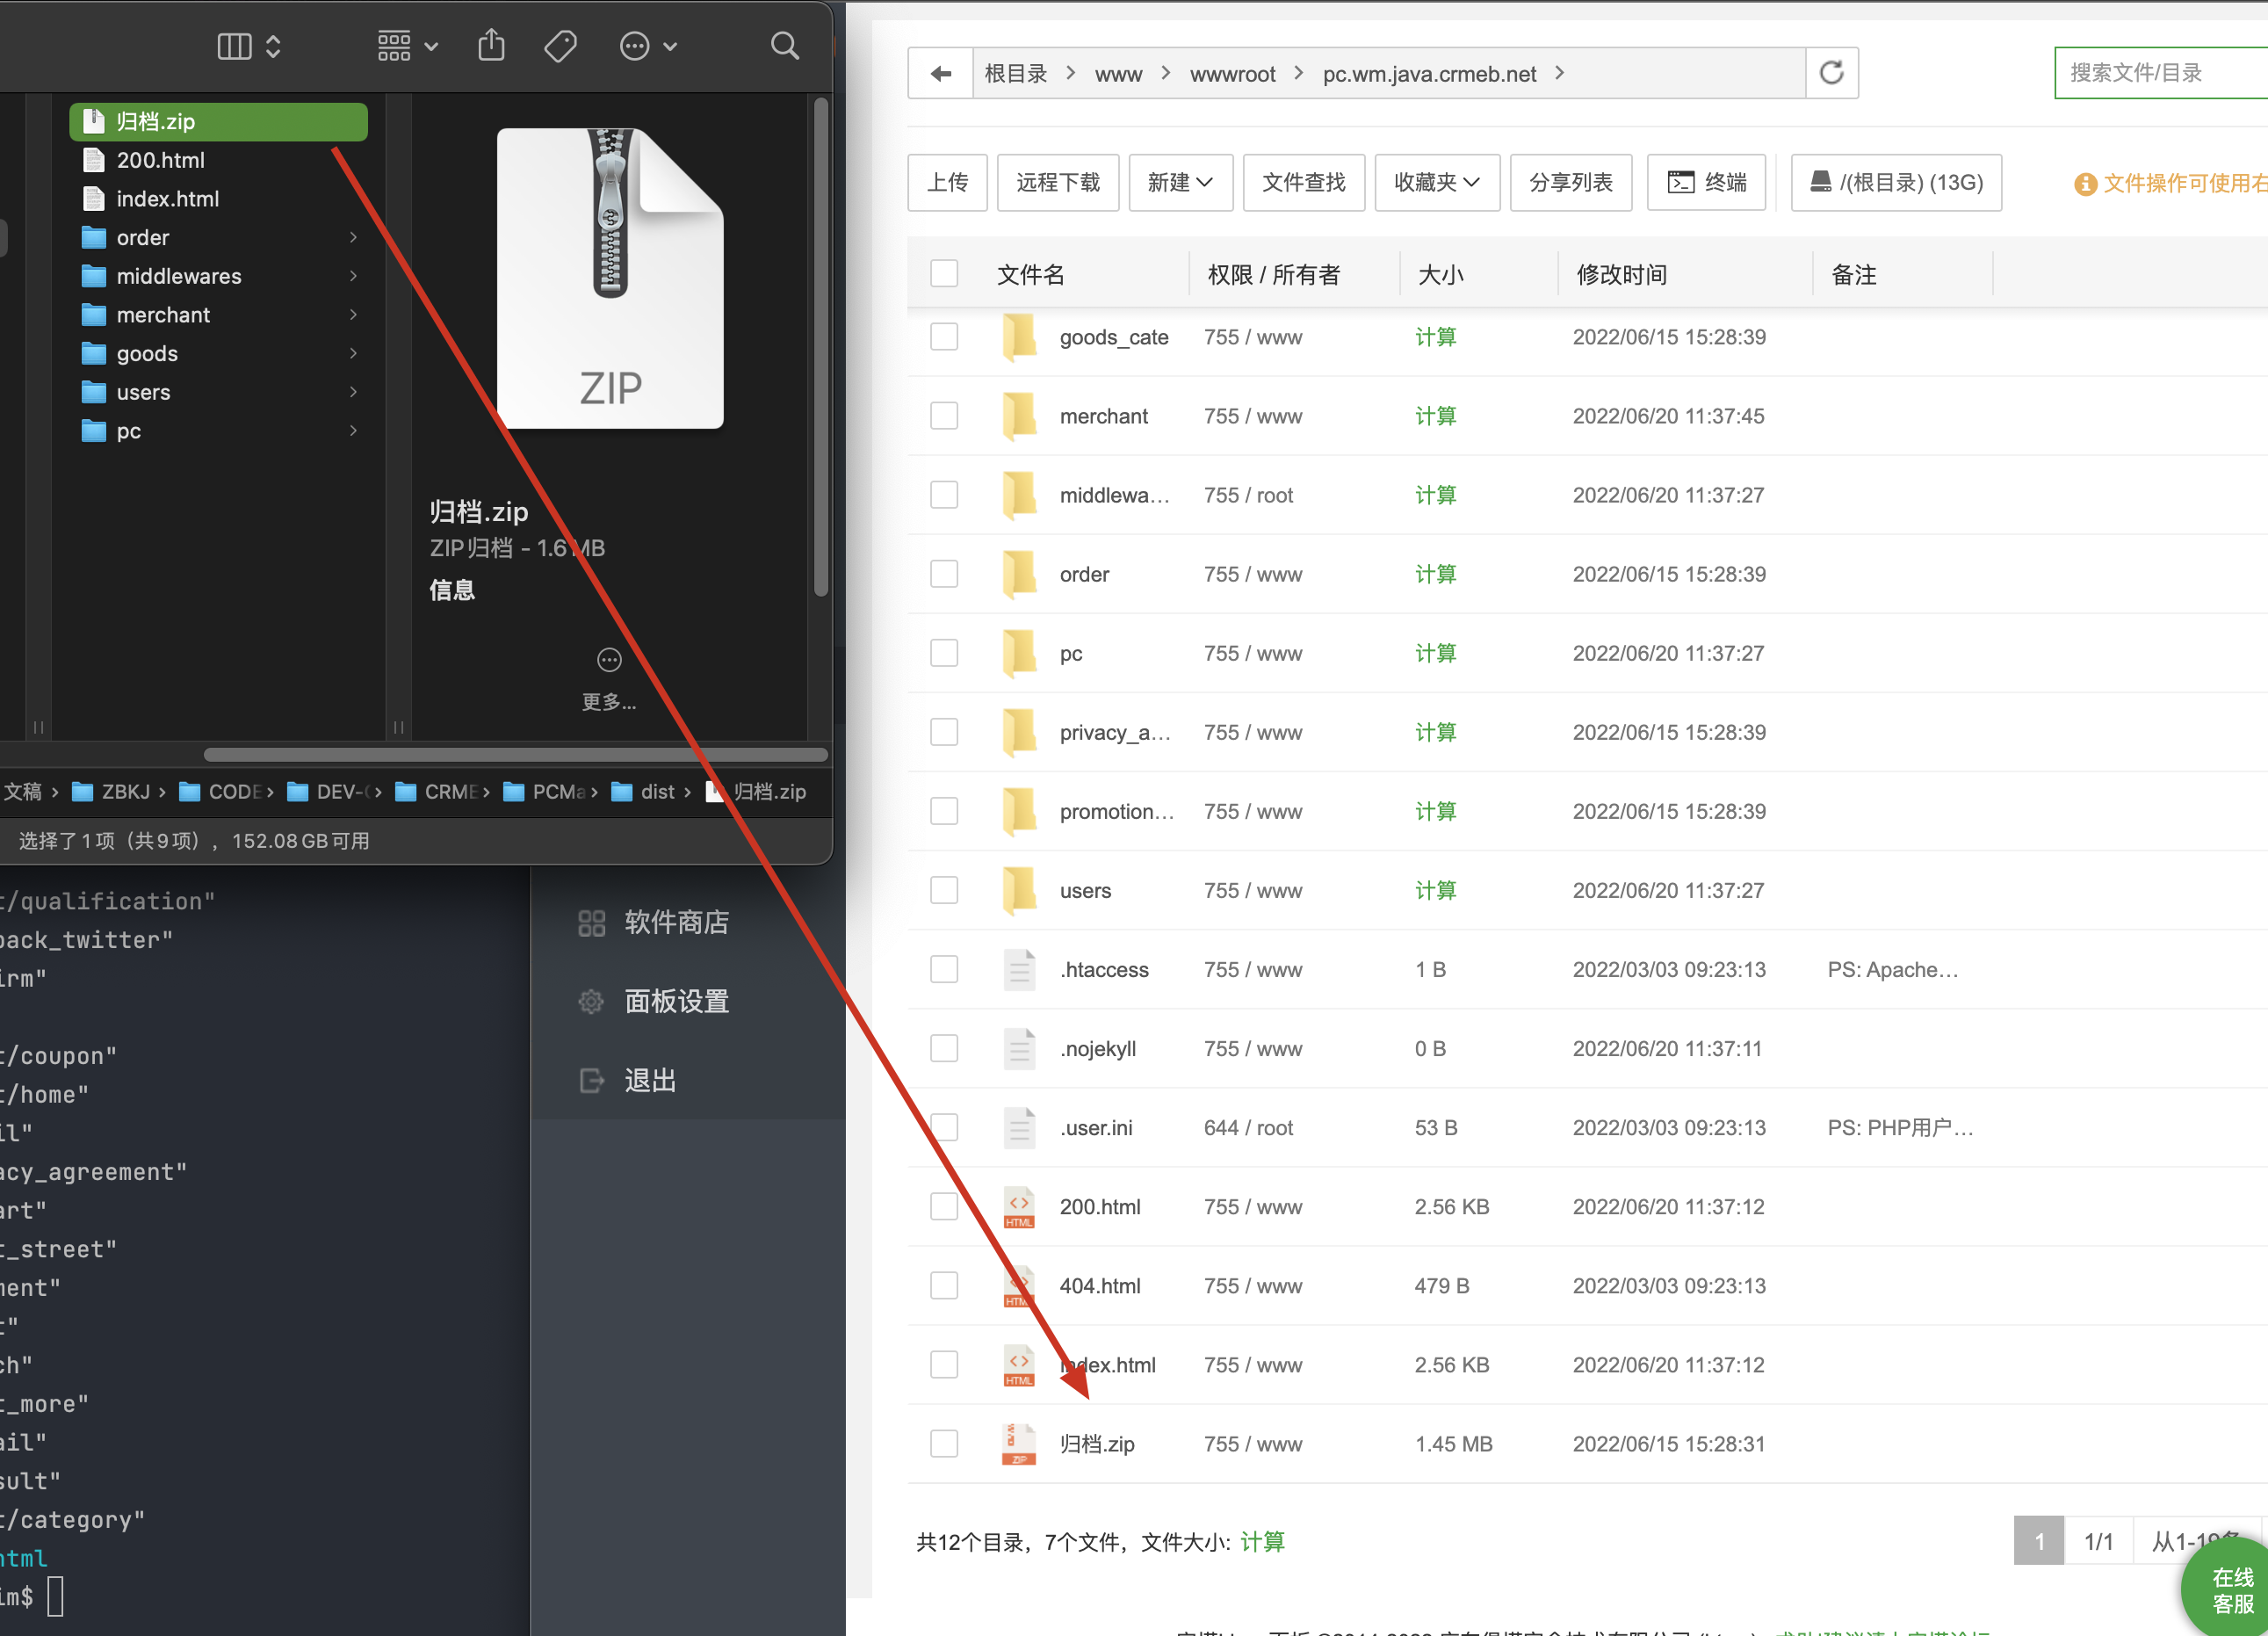 归档.zip
200.html
index.html
order
middlewares
merchant
goods
users
pc
ZIP
归档.zip
ZIP归档 - 1.6 MB
信息
更多...
文稿 › ZBKJ › CODE › DEV- › CRME › PCMa › dist › 归档.zip
选择了 1 项（共 9 项），152.08 GB 可用
t/qualification"
back_twitter"
irm"
t/coupon"
t/home"
il"
acy_agreement"
art"
t_street"
ment"
t"
ch"
t_more"
ail"
sult"
t/category"
html
im$
软件商店
面板设置
退出
根目录 > www > wwwroot > pc.wm.java.crmeb.net >
搜索文件/目录
上传 远程下载 新建 文件查找 收藏夹 分享列表 终端 /(根目录) (13G)
文件操作可使用右
文件名 权限 / 所有者 大小 修改时间 备注
goods_cate 755 / www 计算 2022/06/15 15:28:39
merchant 755 / www 计算 2022/06/20 11:37:45
middlewa... 755 / root 计算 2022/06/20 11:37:27
order 755 / www 计算 2022/06/15 15:28:39
pc 755 / www 计算 2022/06/20 11:37:27
privacy_a... 755 / www 计算 2022/06/15 15:28:39
promotion... 755 / www 计算 2022/06/15 15:28:39
users 755 / www 计算 2022/06/20 11:37:27
.htaccess 755 / www 1 B 2022/03/03 09:23:13 PS: Apache...
.nojekyll 755 / www 0 B 2022/06/20 11:37:11
.user.ini 644 / root 53 B 2022/03/03 09:23:13 PS: PHP用户...
HTML 200.html 755 / www 2.56 KB 2022/06/20 11:37:12
HTML 404.html 755 / www 479 B 2022/03/03 09:23:13
HTML index.html 755 / www 2.56 KB 2022/06/20 11:37:12
ZIP 归档.zip 755 / www 1.45 MB 2022/06/15 15:28:31
共12个目录，7个文件，文件大小: 计算
1 1/1 从1-19条
在线
客服